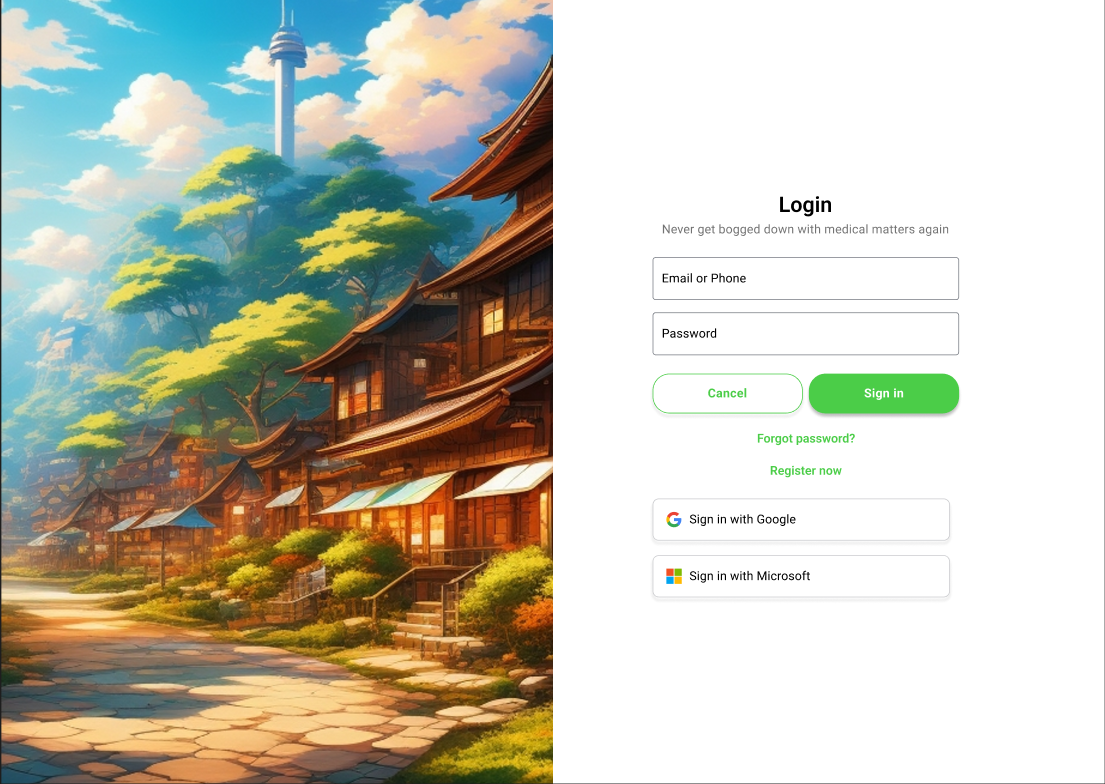 Login
Never get bogged down with medical matters again
Email or Phone
Password
Cancel
Sign in
Forgot password?
Register now
Sign in with Google
Sign in with Microsoft